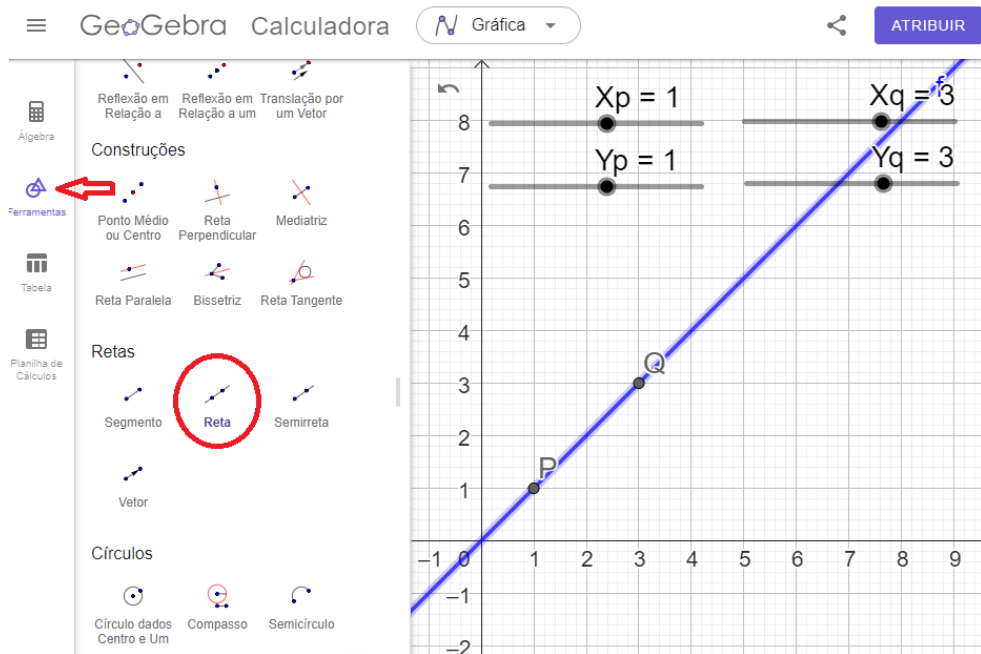 GeoGebra Calculadora
Gráfica
ATRIBUIR
Álgebra
Ferramentas
Tabela
Planilha de
Cálculos
Reflexão em
Relação a
Reflexão em
Relação a um
Translação por
um Vetor
Construções
Ponto Médio
ou Centro
Reta
Perpendicular
Mediatriz
Reta Paralela
Bissetriz
Reta Tangente
Retas
Segmento
Reta
Semirreta
Vetor
Círculos
Círculo dados
Centro e Um
Compasso
Semicírculo
Xp = 1
Xq = 3
Yp = 1
Yq = 3
f
Q
P
8
7
6
5
4
3
2
1
–1
0
1
2
3
4
5
6
7
8
9
–1
–2